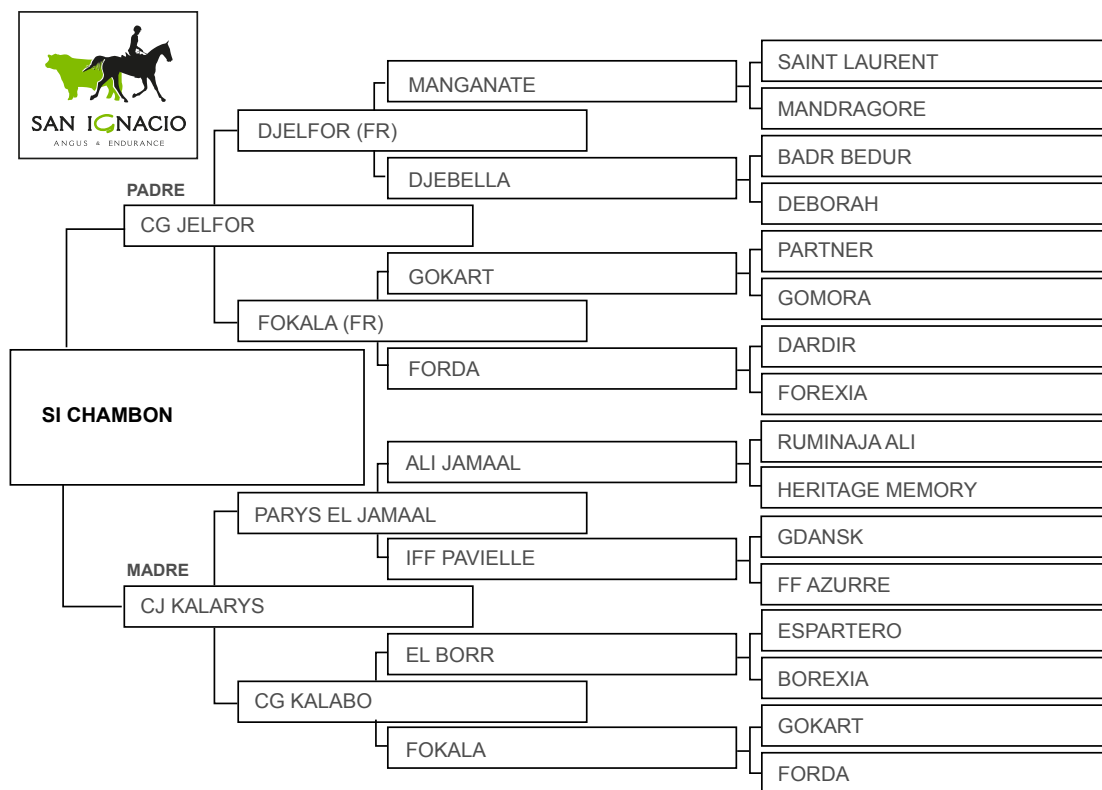 SAN IGNACIO
ANGUS & ENDURANCE
SI CHAMBON
PADRE
CG JELFOR
MADRE
CJ KALARYS
DJELFOR (FR)
FOKALA (FR)
PARYS EL JAMAAL
CG KALABO
MANGANATE
DJEBELLA
GOKART
FORDA
ALI JAMAAL
IFF PAVIELLE
EL BORR
FOKALA
SAINT LAURENT
MANDRAGORE
BADR BEDUR
DEBORAH
PARTNER
GOMORA
DARDIR
FOREXIA
RUMINAJA ALI
HERITAGE MEMORY
GDANSK
FF AZURRE
ESPARTERO
BOREXIA
GOKART
FORDA